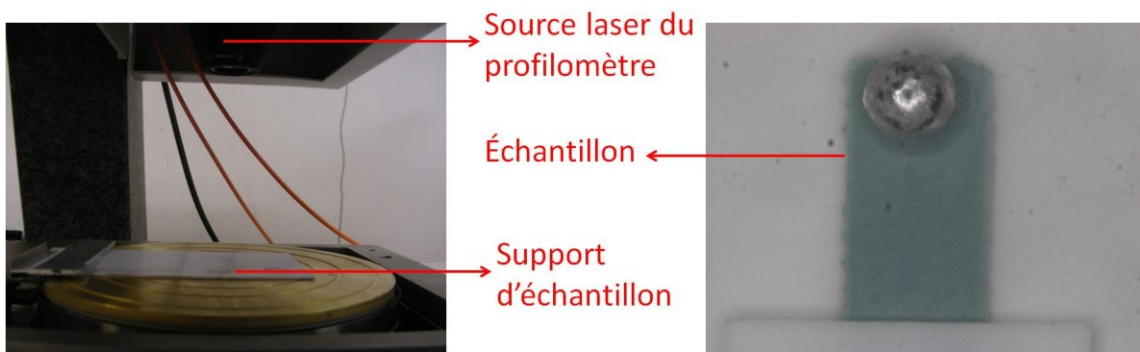 Source laser du
profilomètre
Échantillon
Support
d'échantillon